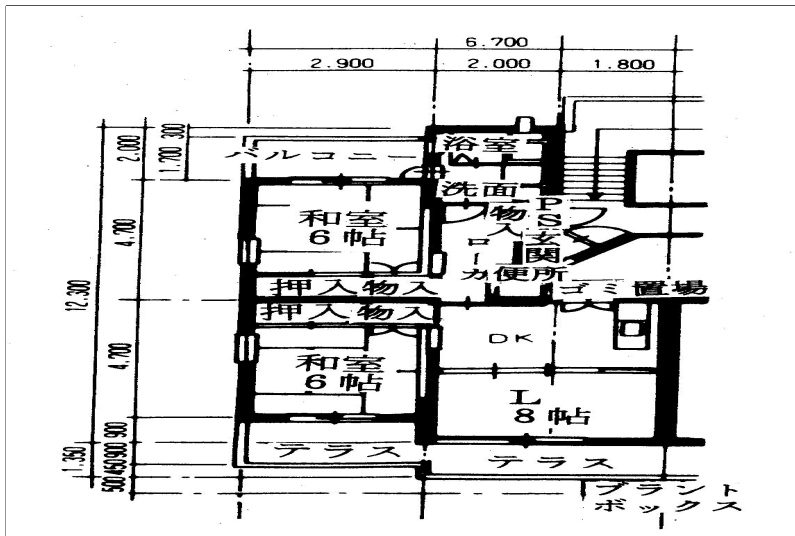 6.700
2.900 2.000 1.800
2.000
1.700 300
4.700
12.300
4.700
900
1.350
500 450 900
バルコニー
浴室
洗面
物入
PS
和室
6帖
ローカ
玄関
便所
ゴミ置場
押入物入
押入物入
和室
6帖
DK
L
8帖
テラス
テラス
プラント
ボックス